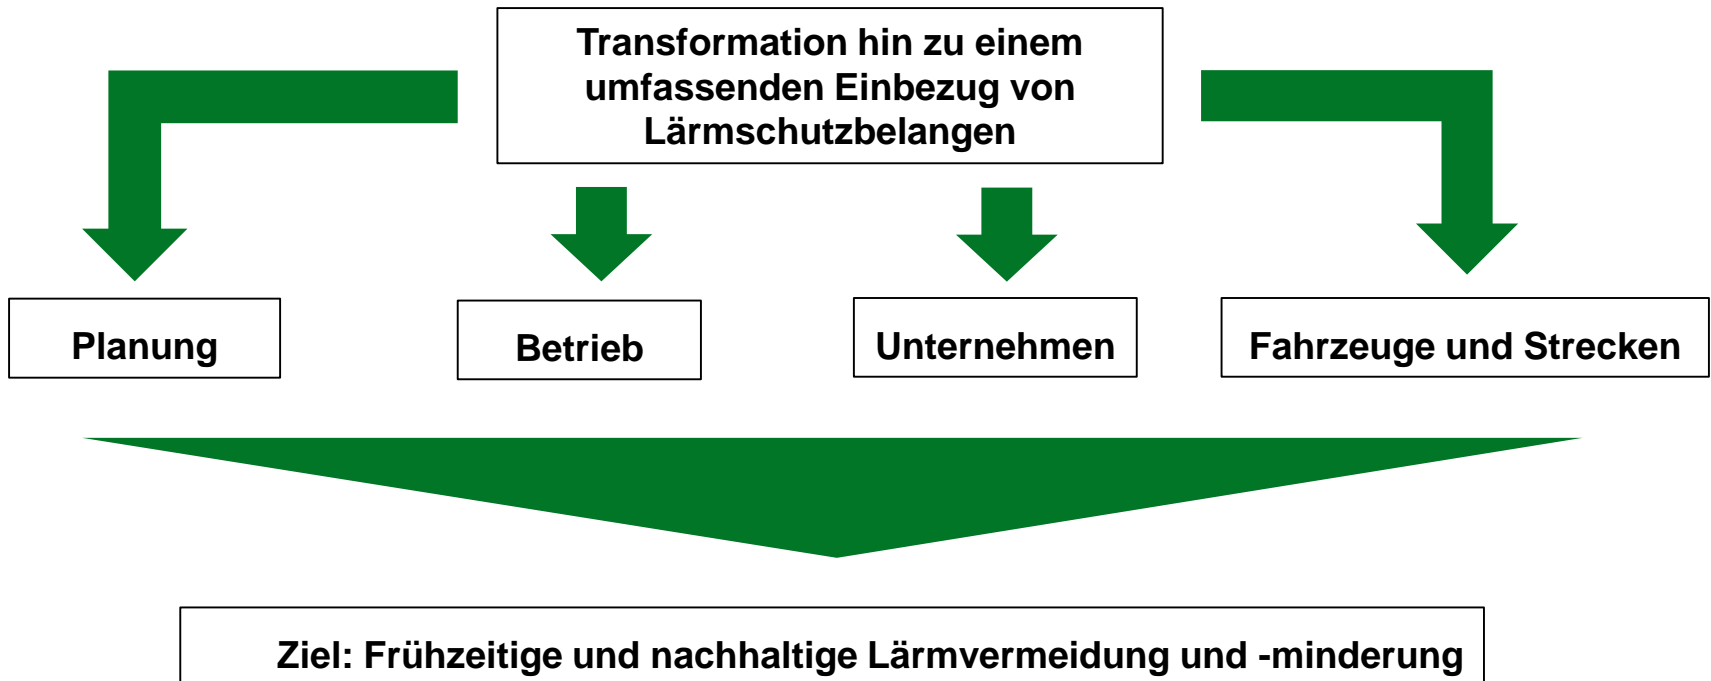 Transformation hin zu einem
umfassenden Einbezug von
Lärmschutzbelangen
Planung
Betrieb
Unternehmen
Fahrzeuge und Strecken
Ziel: Frühzeitige und nachhaltige Lärmvermeidung und -minderung